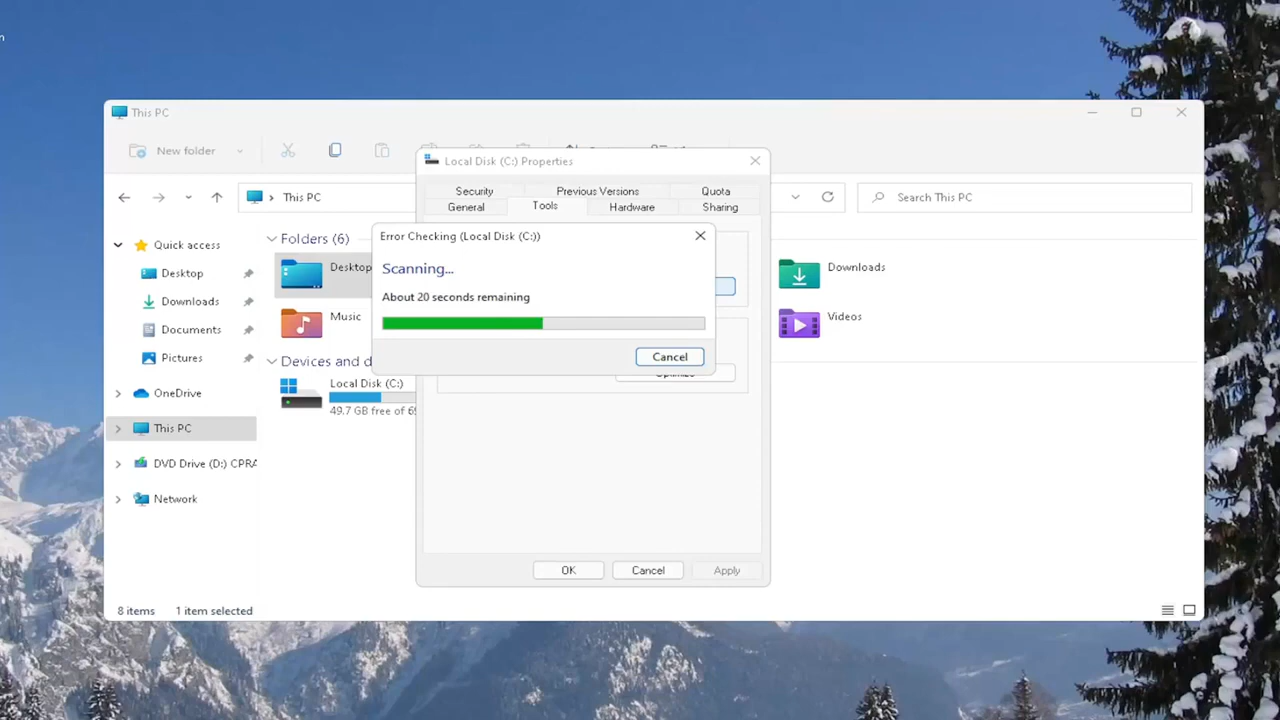 n
This PC
New folder
Local Disk (C:) Properties
This PC
Search This PC
Security
Previous Versions
Quota
General
Tools
Hardware
Sharing
Quick access
Desktop
Downloads
Documents
Pictures
OneDrive
This PC
DVD Drive (D:) CPRA
Network
Folders (6)
Desktop
Downloads
Music
Videos
Devices and d
Local Disk (C:)
49.7 GB free of
Error Checking (Local Disk (C:))
Scanning...
About 20 seconds remaining
Cancel
Optimize
OK
Cancel
Apply
8 items
1 item selected